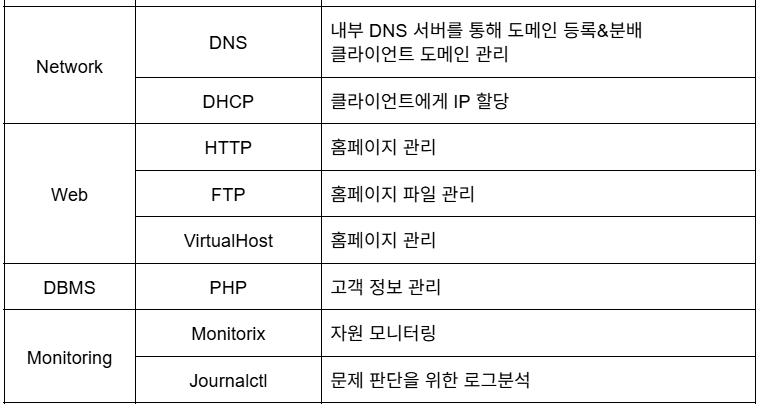 Network
DNS
내부 DNS 서버를 통해 도메인 등록&분배
클라이언트 도메인 관리
DHCP
클라이언트에게 IP 할당
Web
HTTP
홈페이지 관리
FTP
홈페이지 파일 관리
VirtualHost
홈페이지 관리
DBMS
PHP
고객 정보 관리
Monitoring
Monitorix
자원 모니터링
Journalctl
문제 판단을 위한 로그분석